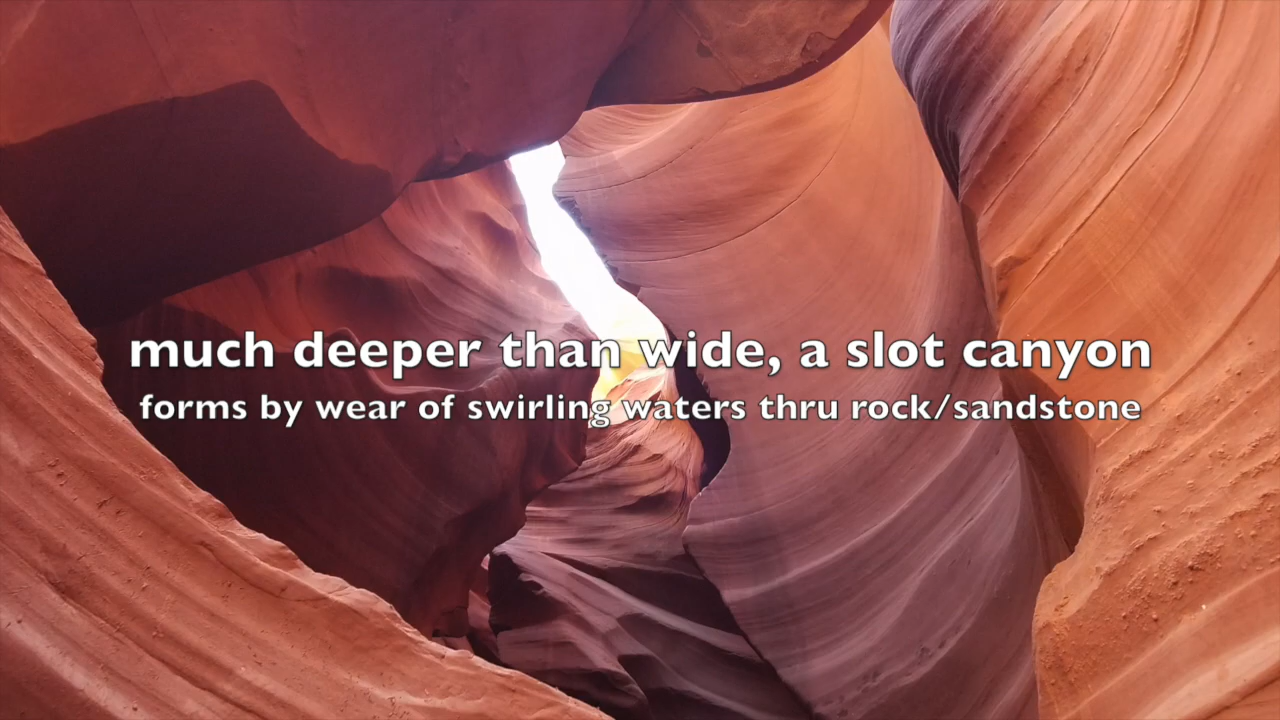 much deeper than wide, a slot canyon
forms by wear of swirling waters thru rock/sandstone